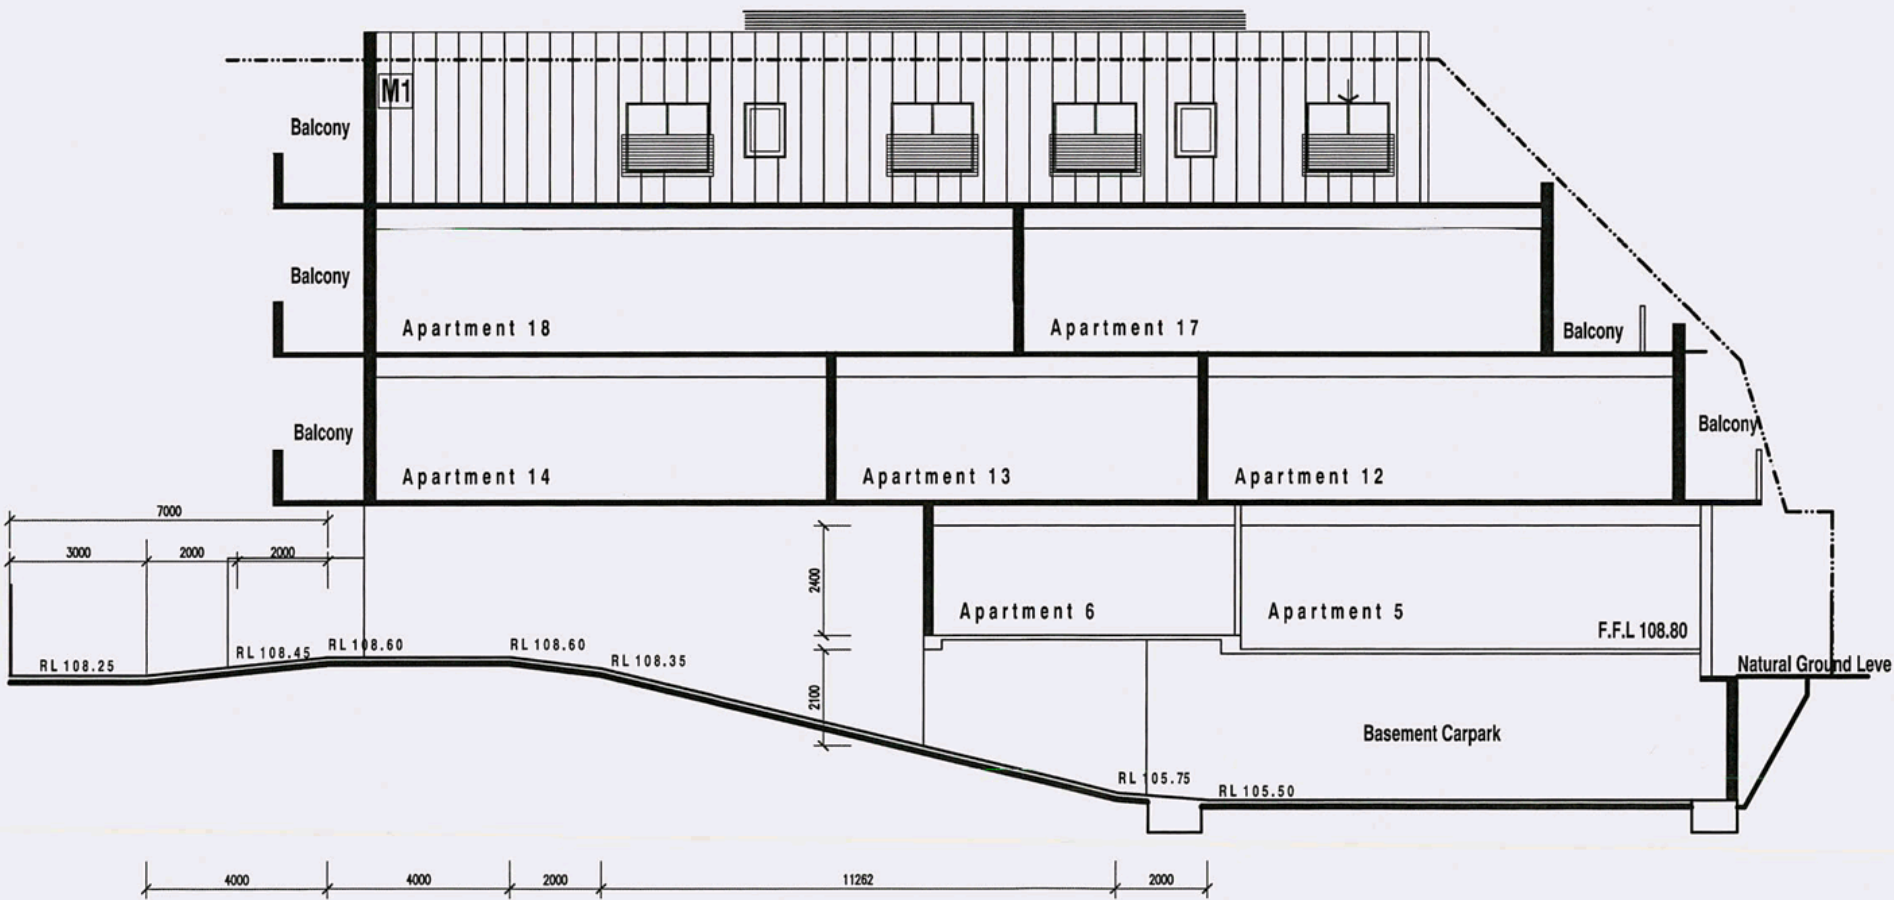 M1
Balcony
Balcony
Apartment 18
Apartment 17
Balcony
Balcony
Balcony
Apartment 14
Apartment 13
Apartment 12
7000
3000
2000
2000
2400
Apartment 6
Apartment 5
F.F.L 108.80
RL 108.25
RL 108.45
RL 108.60
RL 108.60
RL 108.35
Natural Ground Leve
2100
Basement Carpark
RL 105.75
RL 105.50
4000
4000
2000
11262
2000